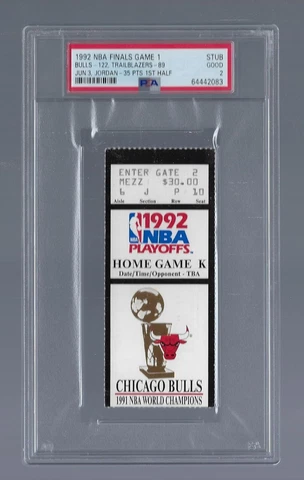 1992 NBA FINALS GAME 1 STUB
BULLS - 122, TRAILBLAZERS - 89 GOOD
JUN 3, JORDAN - 35 PTS 1ST HALF 2
PSA 64442083
ENTER GATE 2
MEZZ $30.00
6 J P 10
Aisle Section Row Seat
1992
NBA
PLAYOFFS
HOME GAME K
Date/Time/Opponent - TBA
CHICAGO BULLS
1991 NBA WORLD CHAMPIONS